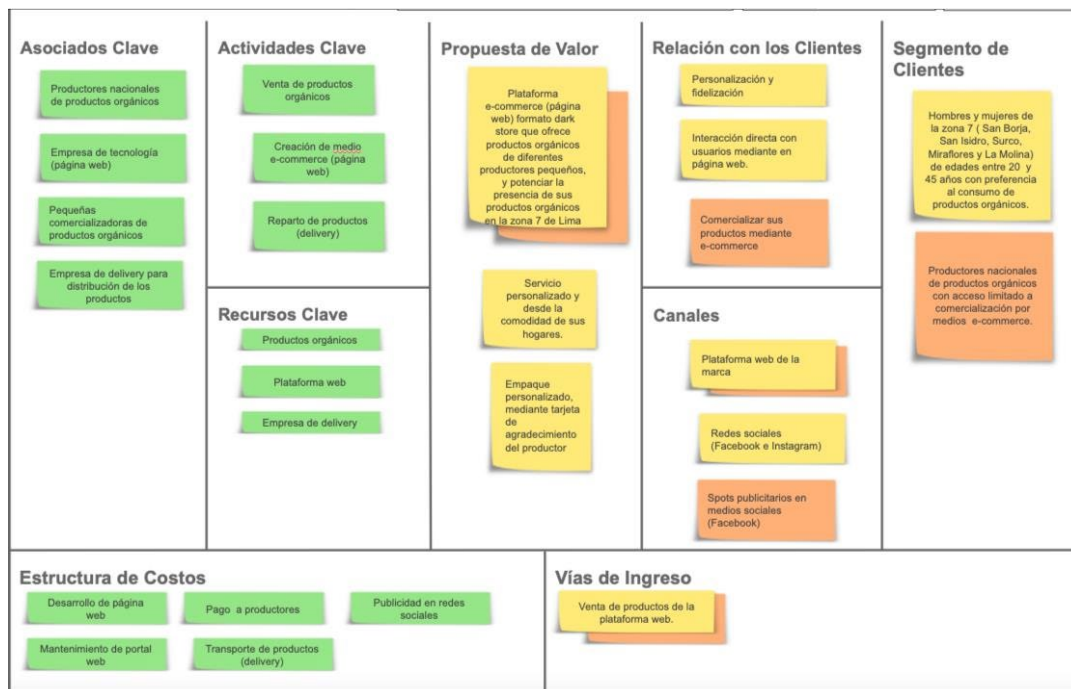 Asociados Clave
Productores nacionales
de productos orgánicos
Empresa de tecnología
(página web)
Pequeñas
comercializadoras de
productos orgánicos
Empresa de delivery para
distribución de los
productos
Actividades Clave
Venta de productos
orgánicos
Creación de medio
e-commerce (página
web)
Reparto de productos
(delivery)
Recursos Clave
Productos orgánicos
Plataforma web
Empresa de delivery
Propuesta de Valor
Plataforma
e-commerce (página
web) formato dark
store que ofrece
productos orgánicos
de diferentes
productores pequeños,
y potenciar la
presencia de sus
productos orgánicos
en la zona 7 de Lima
Servicio
personalizado y
desde la
comodidad de sus
hogares.
Empaque
personalizado,
mediante tarjeta
de
agradecimiento
del productor
Relación con los Clientes
Personalización y
fidelización
Interacción directa con
usuarios mediante en
página web.
Comercializar sus
productos mediante
e-commerce
Canales
Plataforma web de la
marca
Redes sociales
(Facebook e Instagram)
Spots publicitarios en
medios sociales
(Facebook)
Segmento de
Clientes
Hombres y mujeres de
la zona 7 ( San Borja,
San Isidro, Surco,
Miraflores y La Molina)
de edades entre 20 y
45 años con preferencia
al consumo de
productos orgánicos.
Productores nacionales
de productos orgánicos
con acceso limitado a
comercialización por
medios e-commerce.
Estructura de Costos
Desarrollo de página
web
Pago a productores
Publicidad en redes
sociales
Mantenimiento de portal
web
Transporte de productos
(delivery)
Vías de Ingreso
Venta de productos de la
plataforma web.